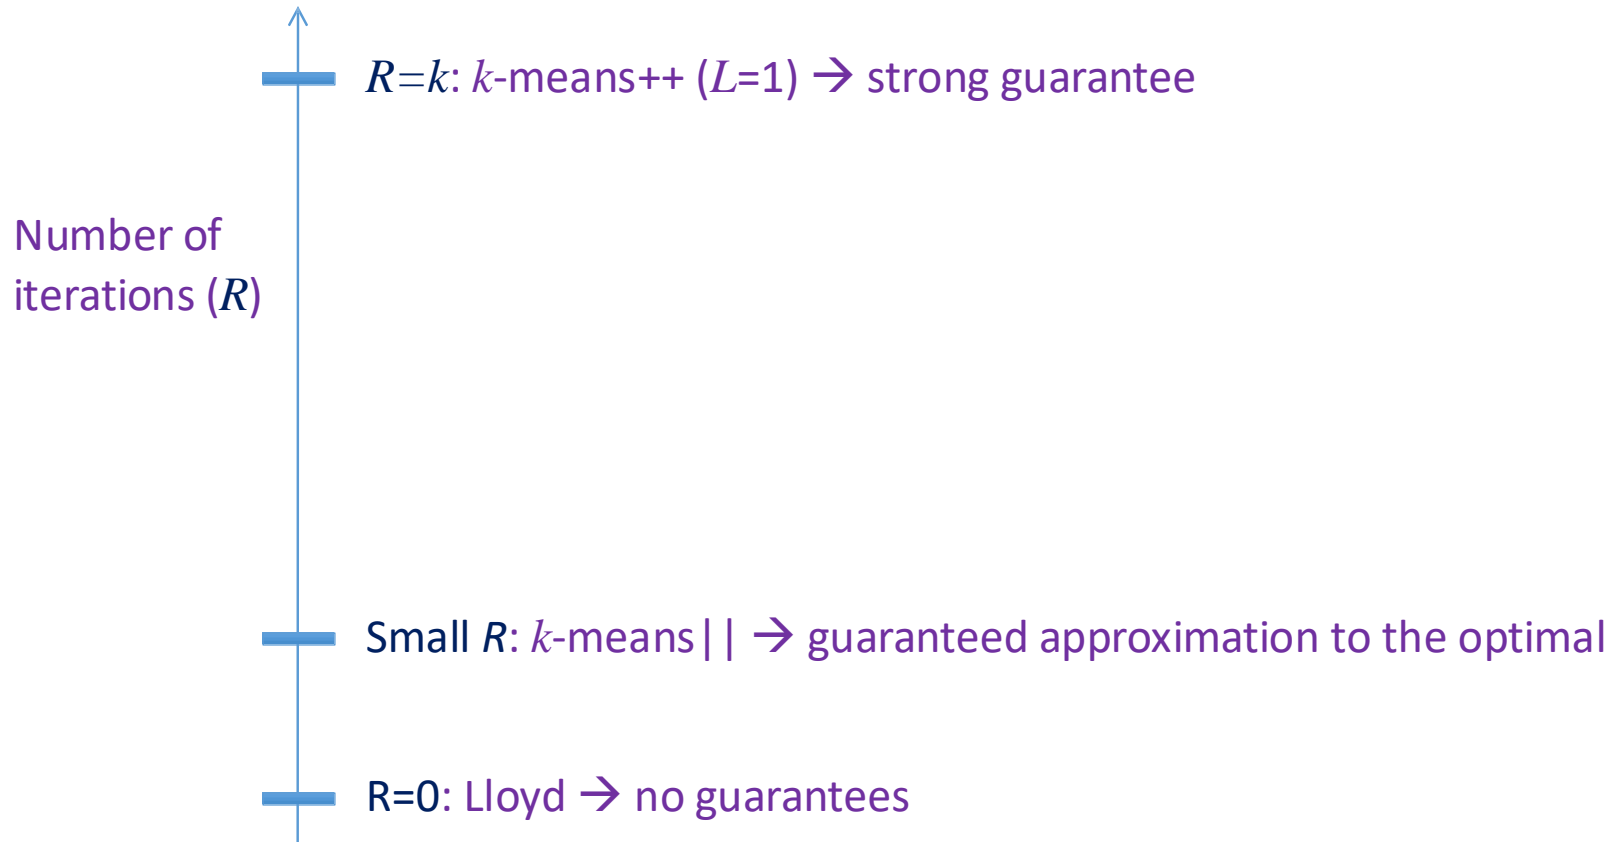 R=k: k-means++ (L=1) → strong guarantee
Number of
iterations (R)
Small R: k-means|| → guaranteed approximation to the optimal
R=0: Lloyd → no guarantees